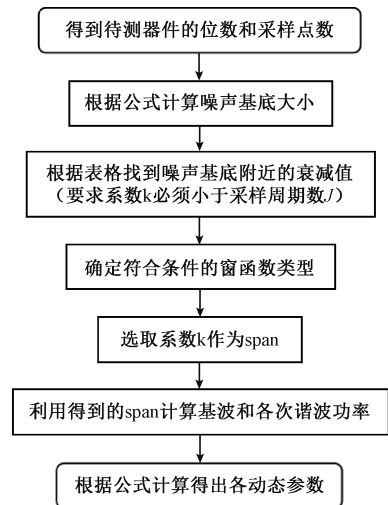 得到待测器件的位数和采样点数
根据公式计算噪声基底大小
根据表格找到噪声基底附近的衰减值
（要求系数k必须小于采样周期数J）
确定符合条件的窗函数类型
选取系数k作为span
利用得到的span计算基波和各次谐波功率
根据公式计算得出各动态参数